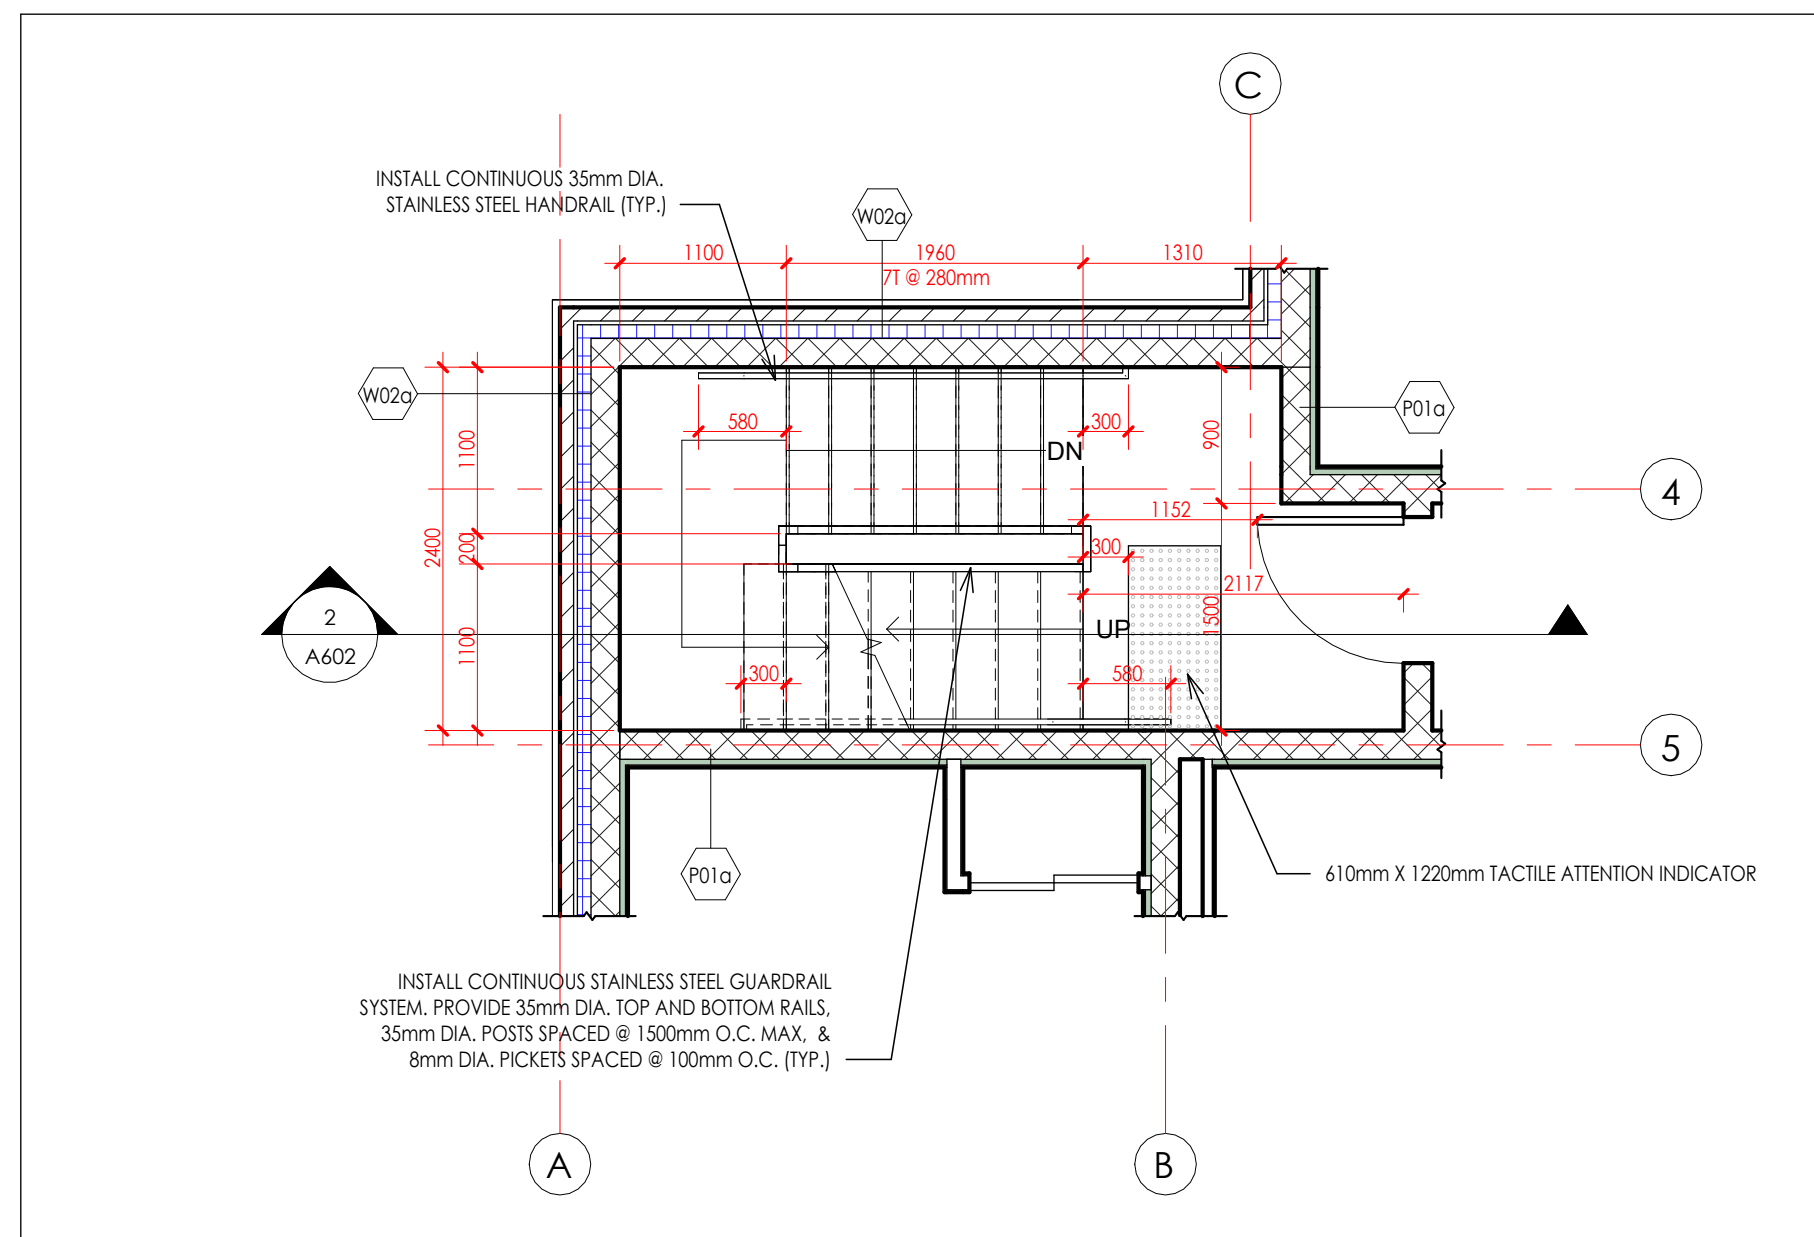 C
INSTALL CONTINUOUS 35mm DIA.
STAINLESS STEEL HANDRAIL (TYP.)
W02a
1100
1960
1310
7T @ 280mm
W02a
P01a
580
300
DN
1100
900
4
1152
2400
200
300
2117
2
A602
1100
UP
1500
300
580
5
P01a
610mm X 1220mm TACTILE ATTENTION INDICATOR
INSTALL CONTINUOUS STAINLESS STEEL GUARDRAIL
SYSTEM. PROVIDE 35mm DIA. TOP AND BOTTOM RAILS,
35mm DIA. POSTS SPACED @ 1500mm O.C. MAX, &
8mm DIA. PICKETS SPACED @ 100mm O.C. (TYP.)
A
B